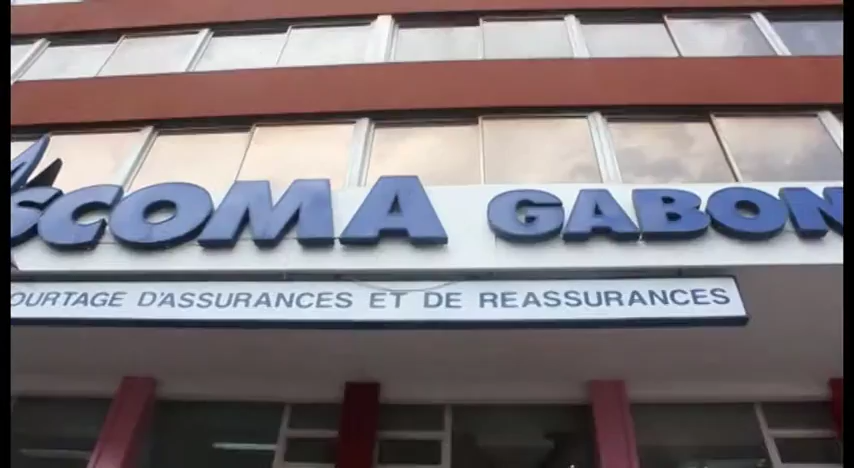 SCOMA GABON
OURTAGE D'ASSURANCES ET DE REASSURANCES